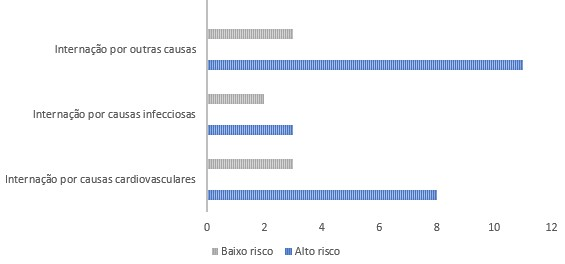 Internação por outras causas
Internação por causas infecciosas
Internação por causas cardiovasculares
0 2 4 6 8 10 12
Baixo risco Alto risco